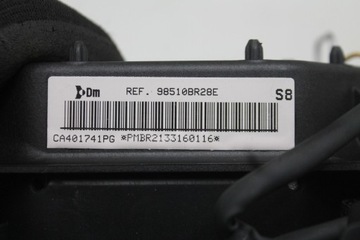 Dm REF. 98510BR28E S8
CA401741PG *PMBR2133160116*